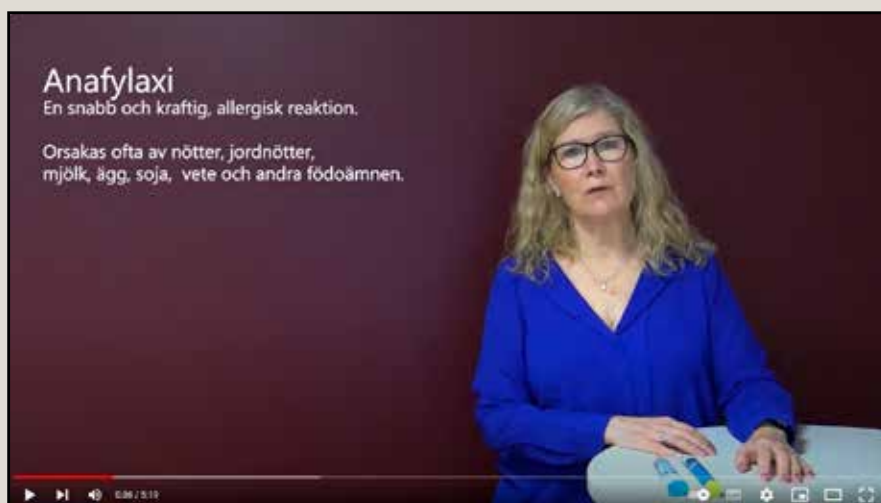 Anafylaxi
En snabb och kraftig, allergisk reaktion.
Orsakas ofta av nötter, jordnötter,
mjölk, ägg, soja, vete och andra födoämnen.